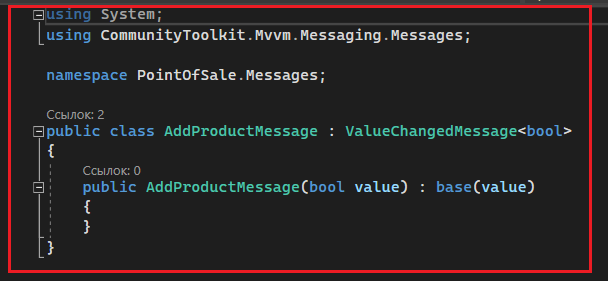 using System;
using CommunityToolkit.Mvvm.Messaging.Messages;
namespace PointOfSale.Messages;
Ссылок: 2
public class AddProductMessage : ValueChangedMessage<bool>
{
Ссылок: 0
public AddProductMessage(bool value) : base(value)
{
}
}